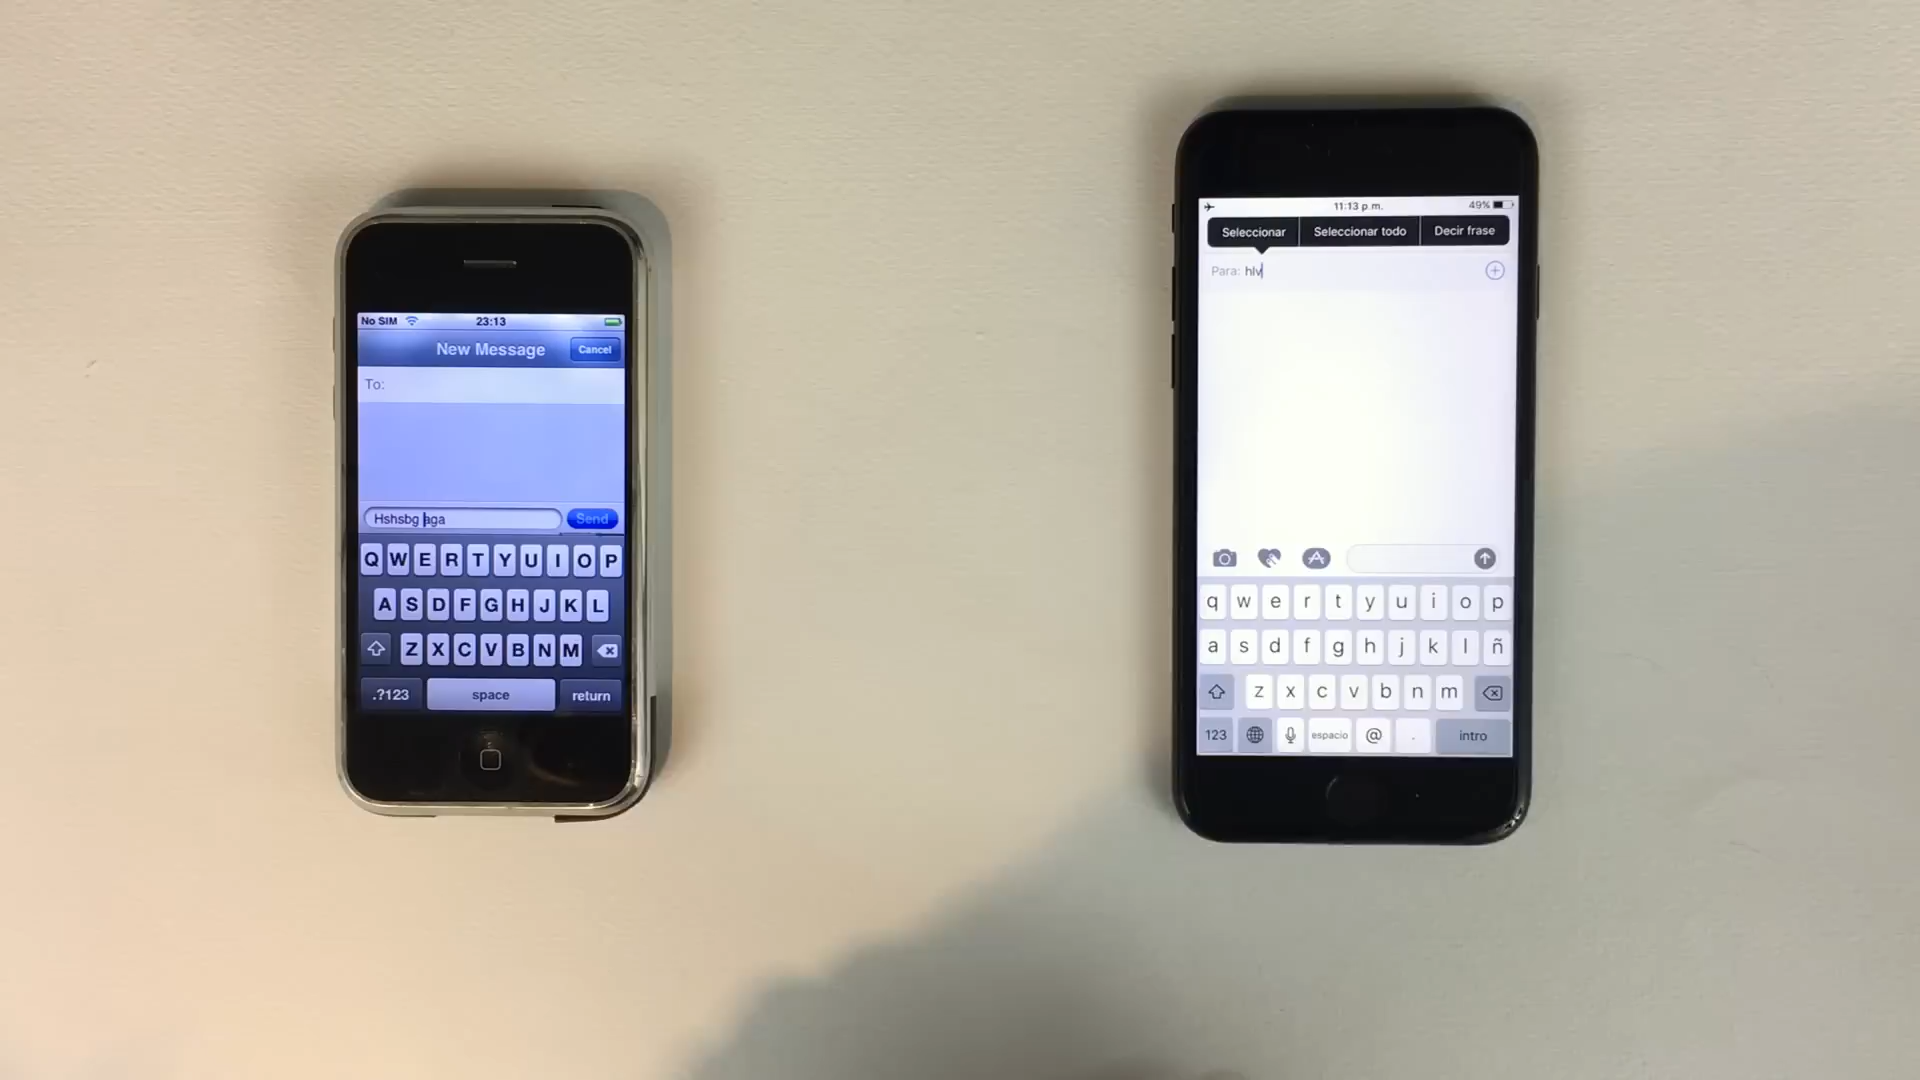 No SIM 23:13
New Message Cancel
To:
Hshsbg aga Send
Q W E R T Y U I O P
A S D F G H J K L
Z X C V B N M
.?123 space return
11:13 p.m. 49%
Seleccionar Seleccionar todo Decir frase
Para: hlv
q w e r t y u i o p
a s d f g h j k l ñ
z x c v b n m
123 espacio @ . intro